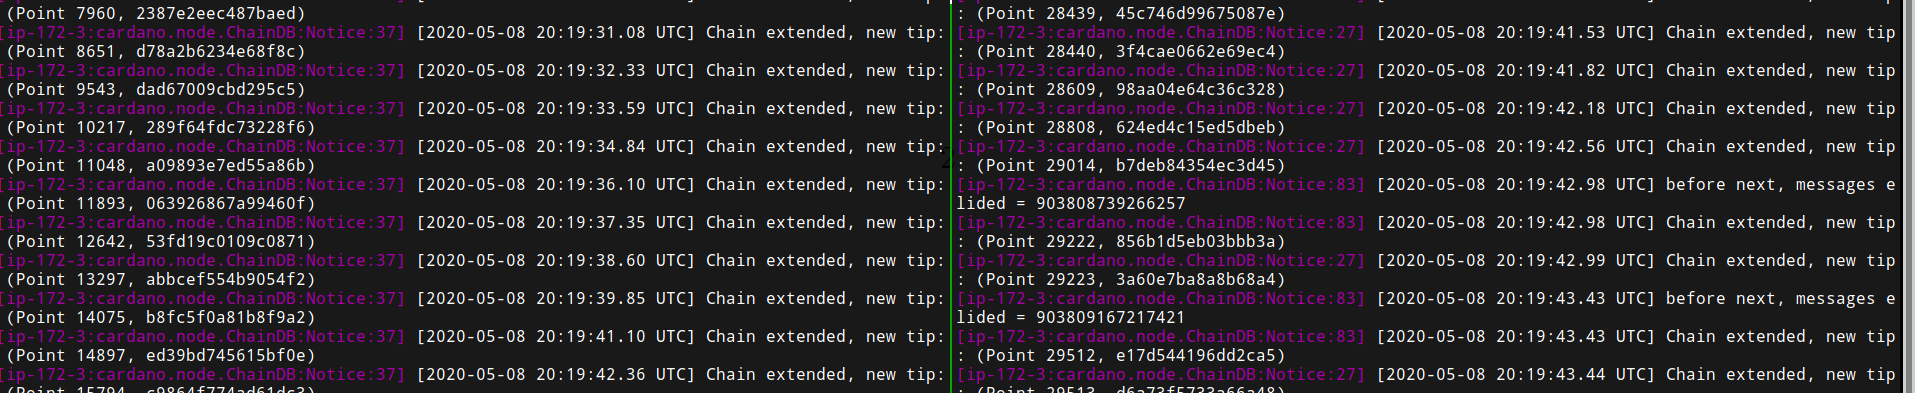 (Point 7960, 2387e2eec487baed)
[ip-172-3:cardano.node.ChainDB:Notice:37] [2020-05-08 20:19:31.08 UTC] Chain extended, new tip:
(Point 8651, d78a2b6234e68f8c)
[ip-172-3:cardano.node.ChainDB:Notice:37] [2020-05-08 20:19:32.33 UTC] Chain extended, new tip:
(Point 9543, dad67009cbd295c5)
[ip-172-3:cardano.node.ChainDB:Notice:37] [2020-05-08 20:19:33.59 UTC] Chain extended, new tip:
(Point 10217, 289f64fdc73228f6)
[ip-172-3:cardano.node.ChainDB:Notice:37] [2020-05-08 20:19:34.84 UTC] Chain extended, new tip:
(Point 11048, a09893e7ed55a86b)
[ip-172-3:cardano.node.ChainDB:Notice:37] [2020-05-08 20:19:36.10 UTC] Chain extended, new tip:
(Point 11893, 063926867a99460f)
[ip-172-3:cardano.node.ChainDB:Notice:37] [2020-05-08 20:19:37.35 UTC] Chain extended, new tip:
(Point 12642, 53fd19c0109c0871)
[ip-172-3:cardano.node.ChainDB:Notice:37] [2020-05-08 20:19:38.60 UTC] Chain extended, new tip:
(Point 13297, abbcef554b9054f2)
[ip-172-3:cardano.node.ChainDB:Notice:37] [2020-05-08 20:19:39.85 UTC] Chain extended, new tip:
(Point 14075, b8fc5f0a81b8f9a2)
[ip-172-3:cardano.node.ChainDB:Notice:37] [2020-05-08 20:19:41.10 UTC] Chain extended, new tip:
(Point 14897, ed39bd745615bf0e)
[ip-172-3:cardano.node.ChainDB:Notice:37] [2020-05-08 20:19:42.36 UTC] Chain extended, new tip:
: (Point 28439, 45c746d99675087e)
[ip-172-3:cardano.node.ChainDB:Notice:27] [2020-05-08 20:19:41.53 UTC] Chain extended, new tip
: (Point 28440, 3f4cae0662e69ec4)
[ip-172-3:cardano.node.ChainDB:Notice:27] [2020-05-08 20:19:41.82 UTC] Chain extended, new tip
: (Point 28609, 98aa04e64c36c328)
[ip-172-3:cardano.node.ChainDB:Notice:27] [2020-05-08 20:19:42.18 UTC] Chain extended, new tip
: (Point 28808, 624ed4c15ed5dbeb)
[ip-172-3:cardano.node.ChainDB:Notice:27] [2020-05-08 20:19:42.56 UTC] Chain extended, new tip
: (Point 29014, b7deb84354ec3d45)
[ip-172-3:cardano.node.ChainDB:Notice:83] [2020-05-08 20:19:42.98 UTC] before next, messages e
lided = 903808739266257
[ip-172-3:cardano.node.ChainDB:Notice:83] [2020-05-08 20:19:42.98 UTC] Chain extended, new tip
: (Point 29222, 856b1d5eb03bbb3a)
[ip-172-3:cardano.node.ChainDB:Notice:27] [2020-05-08 20:19:42.99 UTC] Chain extended, new tip
: (Point 29223, 3a60e7ba8a8b68a4)
[ip-172-3:cardano.node.ChainDB:Notice:83] [2020-05-08 20:19:43.43 UTC] before next, messages e
lided = 903809167217421
[ip-172-3:cardano.node.ChainDB:Notice:83] [2020-05-08 20:19:43.43 UTC] Chain extended, new tip
: (Point 29512, e17d544196dd2ca5)
[ip-172-3:cardano.node.ChainDB:Notice:27] [2020-05-08 20:19:43.44 UTC] Chain extended, new tip